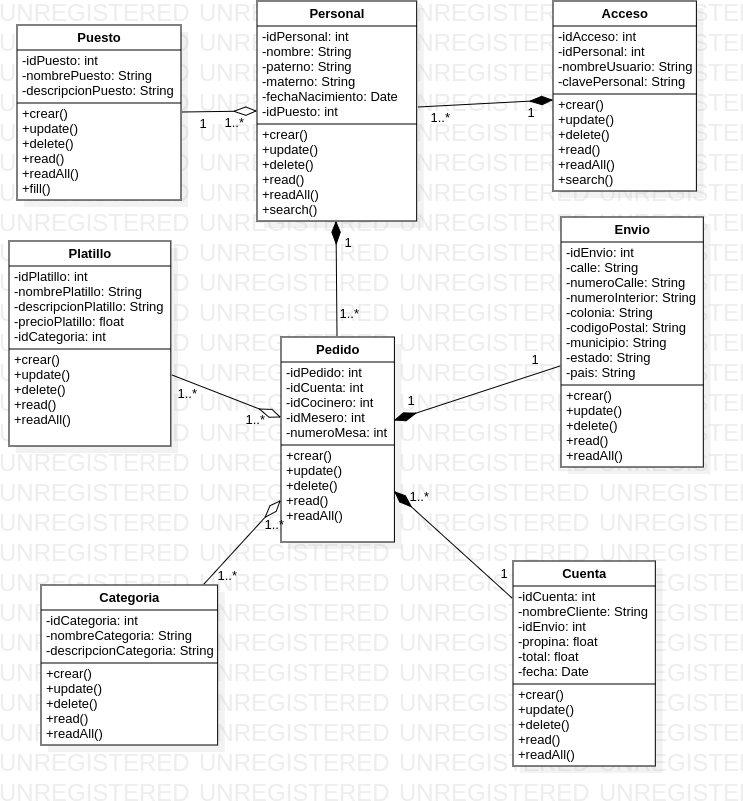 Puesto
-idPuesto: int
-nombrePuesto: String
-descripcionPuesto: String
+crear()
+update()
+delete()
+read()
+readAll()
+fill()
1
1..*
Personal
-idPersonal: int
-nombre: String
-paterno: String
-materno: String
-fechaNacimiento: Date
-idPuesto: int
+crear()
+update()
+delete()
+read()
+readAll()
+search()
1..*
1
Acceso
-idAcceso: int
-idPersonal: int
-nombreUsuario: String
-clavePersonal: String
+crear()
+update()
+delete()
+read()
+readAll()
+search()
1
1..*
Platillo
-idPlatillo: int
-nombrePlatillo: String
-descripcionPlatillo: String
-precioPlatillo: float
-idCategoria: int
+crear()
+update()
+delete()
+read()
+readAll()
1..*
1..*
Pedido
-idPedido: int
-idCuenta: int
-idCocinero: int
-idMesero: int
-numeroMesa: int
+crear()
+update()
+delete()
+read()
+readAll()
1
1
Envio
-idEnvio: int
-calle: String
-numeroCalle: String
-numeroInterior: String
-colonia: String
-codigoPostal: String
-municipio: String
-estado: String
-pais: String
+crear()
+update()
+delete()
+read()
+readAll()
1..*
1..*
Categoria
-idCategoria: int
-nombreCategoria: String
-descripcionCategoria: String
+crear()
+update()
+delete()
+read()
+readAll()
1..*
1
Cuenta
-idCuenta: int
-nombreCliente: String
-idEnvio: int
-propina: float
-total: float
-fecha: Date
+crear()
+update()
+delete()
+read()
+readAll()
UNREGISTERED